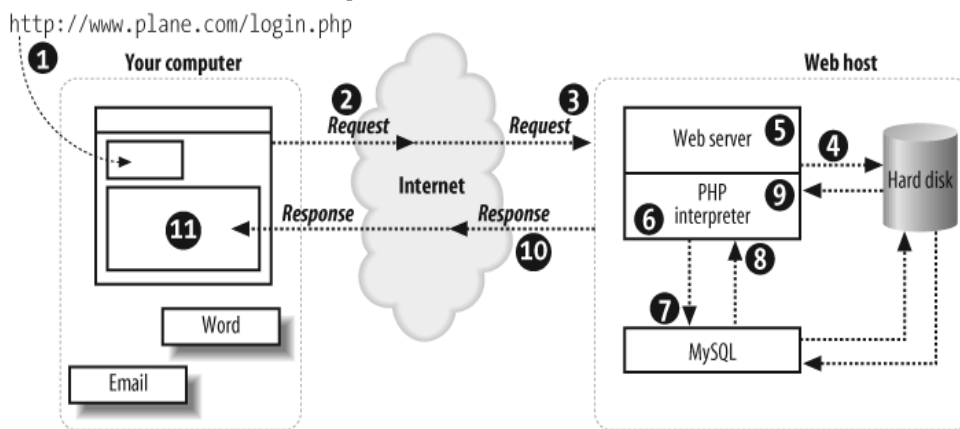 http://www.plane.com/login.php
1
Your computer
Web host
2
3
Request
Request
Web server
5
4
Internet
Hard disk
PHP
interpreter
9
6
Response
Response
11
10
8
7
Word
MySQL
Email